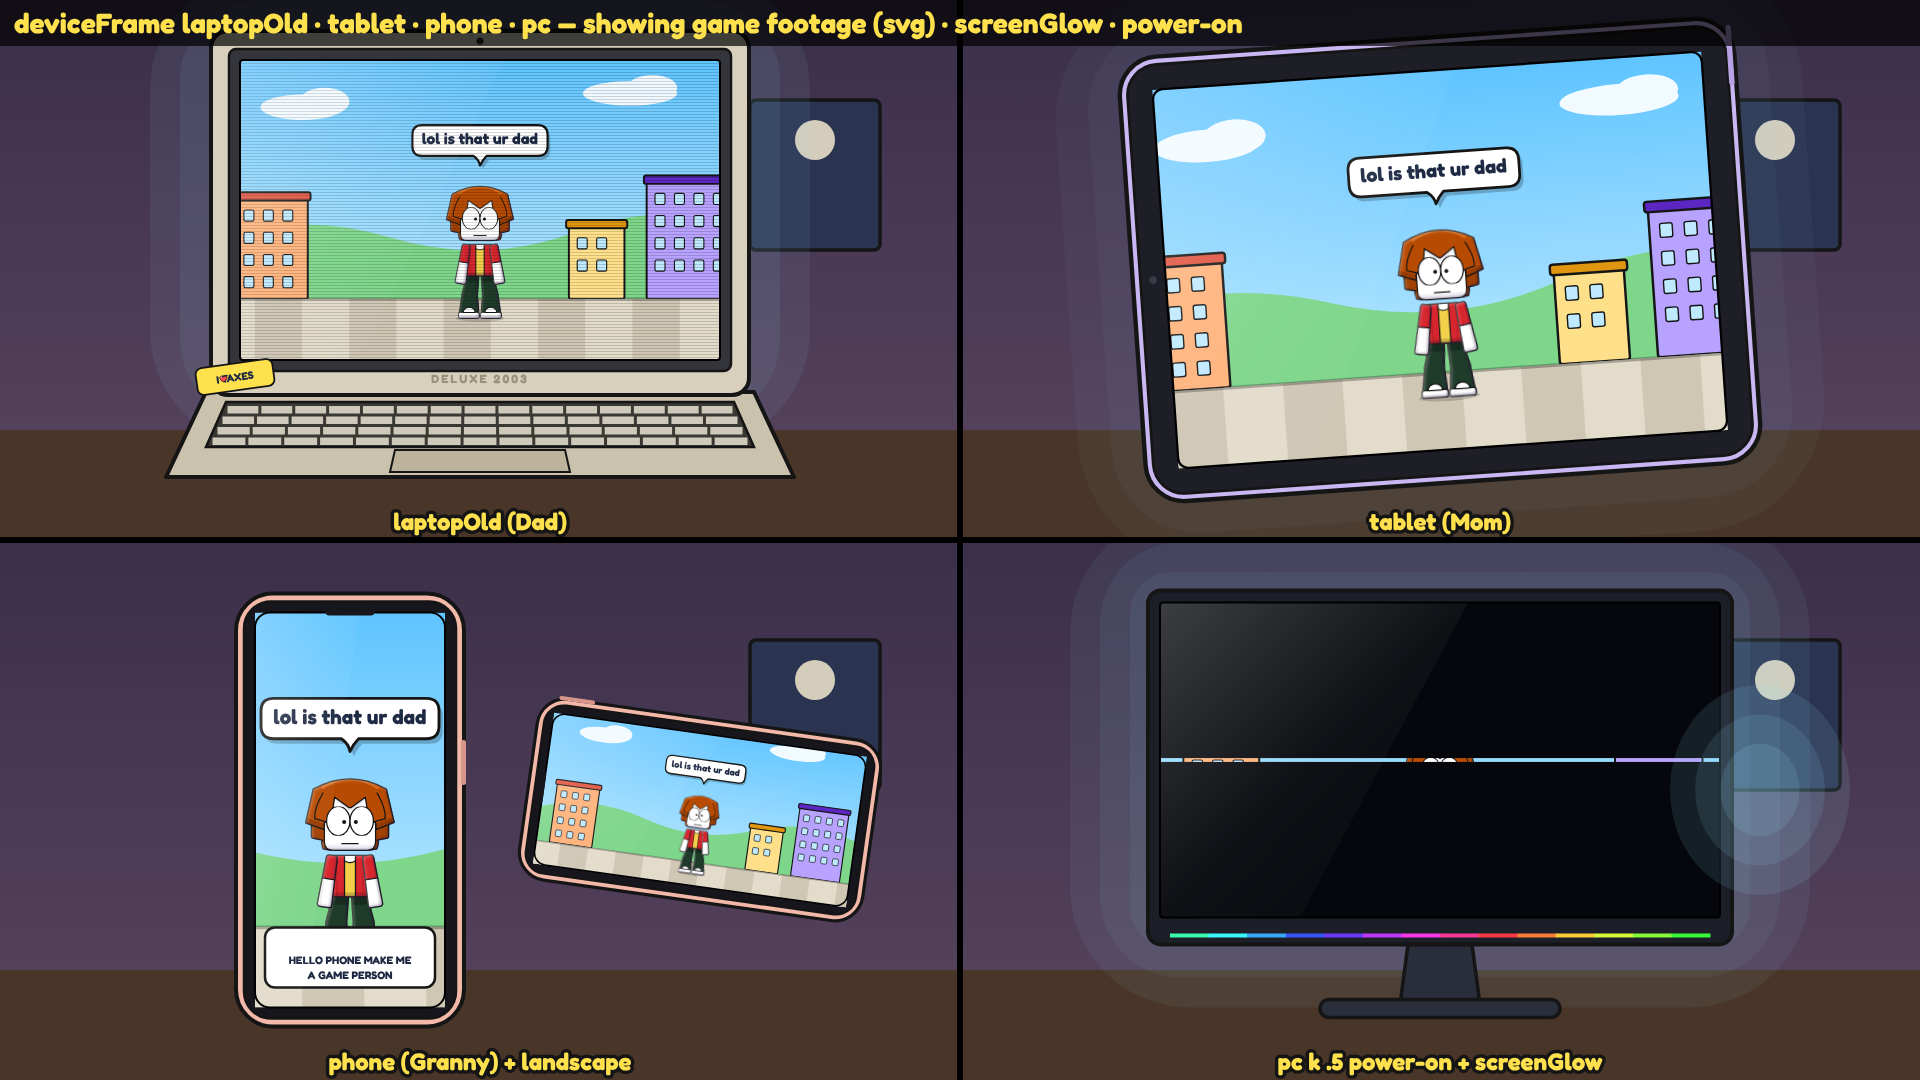 deviceFrame laptopOld · tablet · phone · pc — showing game footage (svg) · screenGlow · power-on
lol is that ur dad
I❤AXES
DELUXE 2003
laptopOld (Dad)
lol is that ur dad
tablet (Mom)
lol is that ur dad
HELLO PHONE MAKE ME
A GAME PERSON
lol is that ur dad
phone (Granny) + landscape
pc k .5 power-on + screenGlow